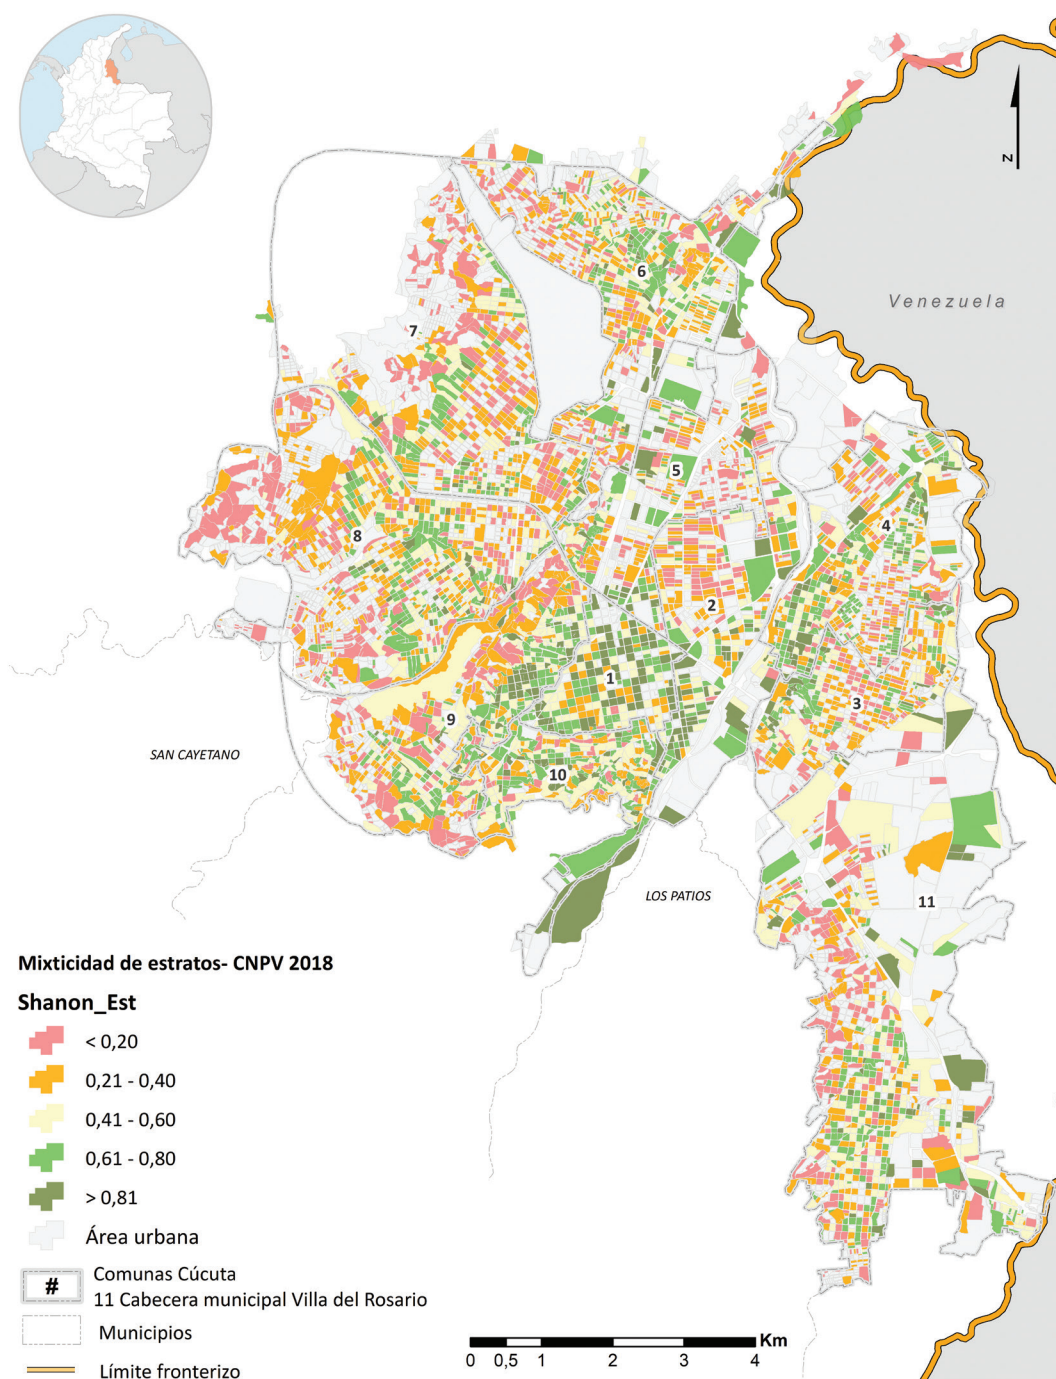 N
Venezuela
6
7
5
4
8
2
1
3
9
10
SAN CAYETANO
LOS PATIOS
11
Mixticidad de estratos- CNPV 2018
Shanon_Est
< 0,20
0,21 - 0,40
0,41 - 0,60
0,61 - 0,80
> 0,81
Área urbana
# Comunas Cúcuta
11 Cabecera municipal Villa del Rosario
Municipios
Límite fronterizo
Km
0 0,5 1 2 3 4